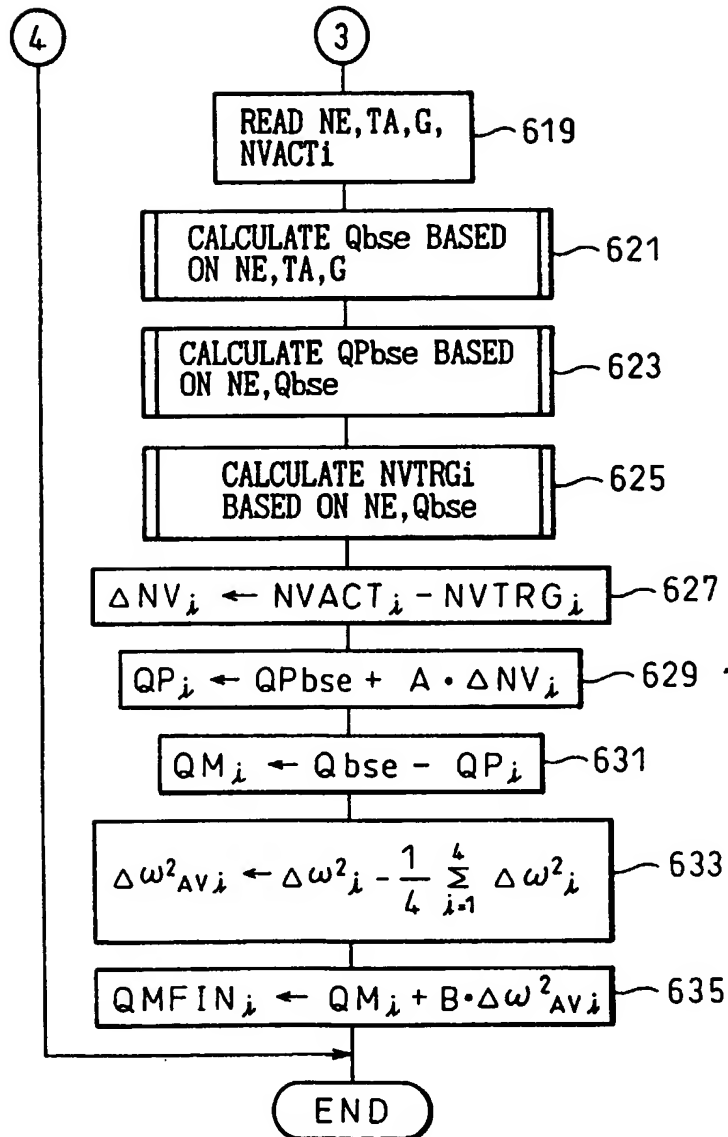 4
3
READ NE,TA,G,
NVACTi
619
CALCULATE Qbse BASED
ON NE,TA,G
621
CALCULATE QPbse BASED
ON NE,Qbse
623
CALCULATE NVTRGi
BASED ON NE,Qbse
625
ΔNVi ← NVACTi - NVTRGi
627
QPi ← QPbse + A · ΔNVi
629
QMi ← Qbse - QPi
631
Δω²AVi ← Δω²i - 1/4 Σ(i=1 to 4) Δω²i
633
QMFINi ← QMi + B·Δω²AVi
635
END